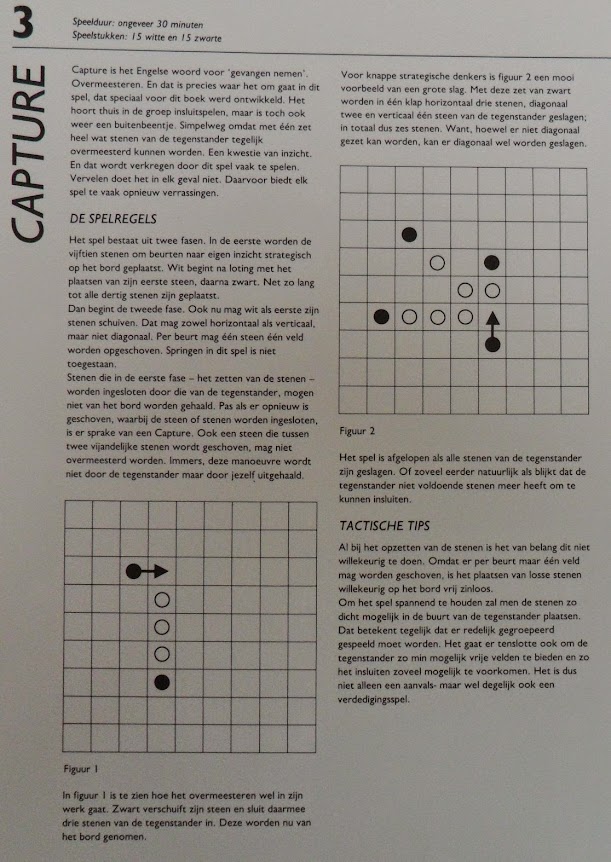 3
Speelduur: ongeveer 30 minuten
Speelstukken: 15 witte en 15 zwarte
CAPTURE
Capture is het Engelse woord voor 'gevangen nemen'.
Overmeesteren. En dat is precies waar het om gaat in dit
spel, dat speciaal voor dit boek werd ontwikkeld. Het
hoort thuis in de groep insluitspelen, maar is toch ook
weer een buitenbeentje. Simpelweg omdat met één zet
heel wat stenen van de tegenstander tegelijk
overmeesterd kunnen worden. Een kwestie van inzicht.
En dat wordt verkregen door dit spel vaak te spelen.
Vervelen doet het in elk geval niet. Daarvoor biedt elk
spel te vaak opnieuw verrassingen.
DE SPELREGELS
Het spel bestaat uit twee fasen. In de eerste worden de
vijftien stenen om beurten naar eigen inzicht strategisch
op het bord geplaatst. Wit begint na loting met het
plaatsen van zijn eerste steen, daarna zwart. Net zo lang
tot alle dertig stenen zijn geplaatst.
Dan begint de tweede fase. Ook nu mag wit als eerste zijn
stenen schuiven. Dat mag zowel horizontaal als verticaal,
maar niet diagonaal. Per beurt mag één steen één veld
worden opgeschoven. Springen in dit spel is niet
toegestaan.
Stenen die in de eerste fase – het zetten van de stenen –
worden ingesloten door die van de tegenstander, mogen
niet van het bord worden gehaald. Pas als er opnieuw is
geschoven, waarbij de steen of stenen worden ingesloten,
is er sprake van een Capture. Ook een steen die tussen
twee vijandelijke stenen wordt geschoven, mag niet
overmeesterd worden. Immers, deze manoeuvre wordt
niet door de tegenstander maar door jezelf uitgehaald.
Figuur 1
In figuur 1 is te zien hoe het overmeesteren wel in zijn
werk gaat. Zwart verschuift zijn steen en sluit daarmee
drie stenen van de tegenstander in. Deze worden nu van
het bord genomen.
Voor knappe strategische denkers is figuur 2 een mooi
voorbeeld van een grote slag. Met deze zet van zwart
worden in één klap horizontaal drie stenen, diagonaal
twee en verticaal één steen van de tegenstander geslagen;
in totaal dus zes stenen. Want, hoewel er niet diagonaal
gezet kan worden, kan er diagonaal wel worden geslagen.
Figuur 2
Het spel is afgelopen als alle stenen van de tegenstander
zijn geslagen. Of zoveel eerder natuurlijk als blijkt dat de
tegenstander niet voldoende stenen meer heeft om te
kunnen insluiten.
TACTISCHE TIPS
Al bij het opzetten van de stenen is het van belang dit niet
willekeurig te doen. Omdat er per beurt maar één veld
mag worden geschoven, is het plaatsen van losse stenen
willekeurig op het bord vrij zinloos.
Om het spel spannend te houden zal men de stenen zo
dicht mogelijk in de buurt van de tegenstander plaatsen.
Dat betekent tegelijk dat er redelijk gegroepeerd
gespeeld moet worden. Het gaat er tenslotte ook om de
tegenstander zo min mogelijk vrije velden te bieden en zo
het insluiten zoveel mogelijk te voorkomen. Het is dus
niet alleen een aanvals- maar wel degelijk ook een
verdedigingsspel.